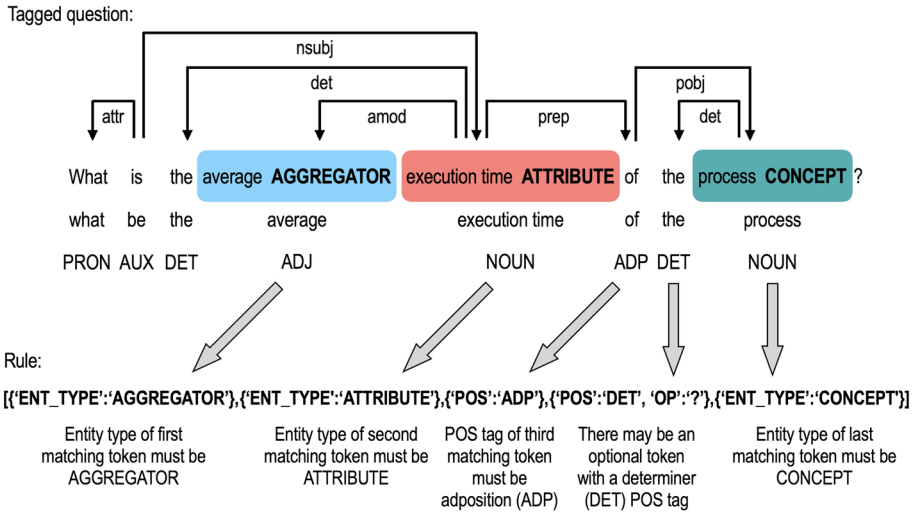 Tagged question:
nsubj
det
pobj
attr
amod
prep
det
What is the average AGGREGATOR execution time ATTRIBUTE of the process CONCEPT ?
what be the average execution time of the process
PRON AUX DET ADJ NOUN ADP DET NOUN
Rule:
[{‘ENT_TYPE’:‘AGGREGATOR’},{‘ENT_TYPE’:‘ATTRIBUTE’},{‘POS’:‘ADP’},{‘POS’:‘DET’, ‘OP’:‘?’},{‘ENT_TYPE’:‘CONCEPT’}]
Entity type of first
matching token must be
AGGREGATOR
Entity type of second
matching token must be
ATTRIBUTE
POS tag of third
matching token
must be
adposition (ADP)
There may be an
optional token
with a determiner
(DET) POS tag
Entity type of last
matching token must be
CONCEPT